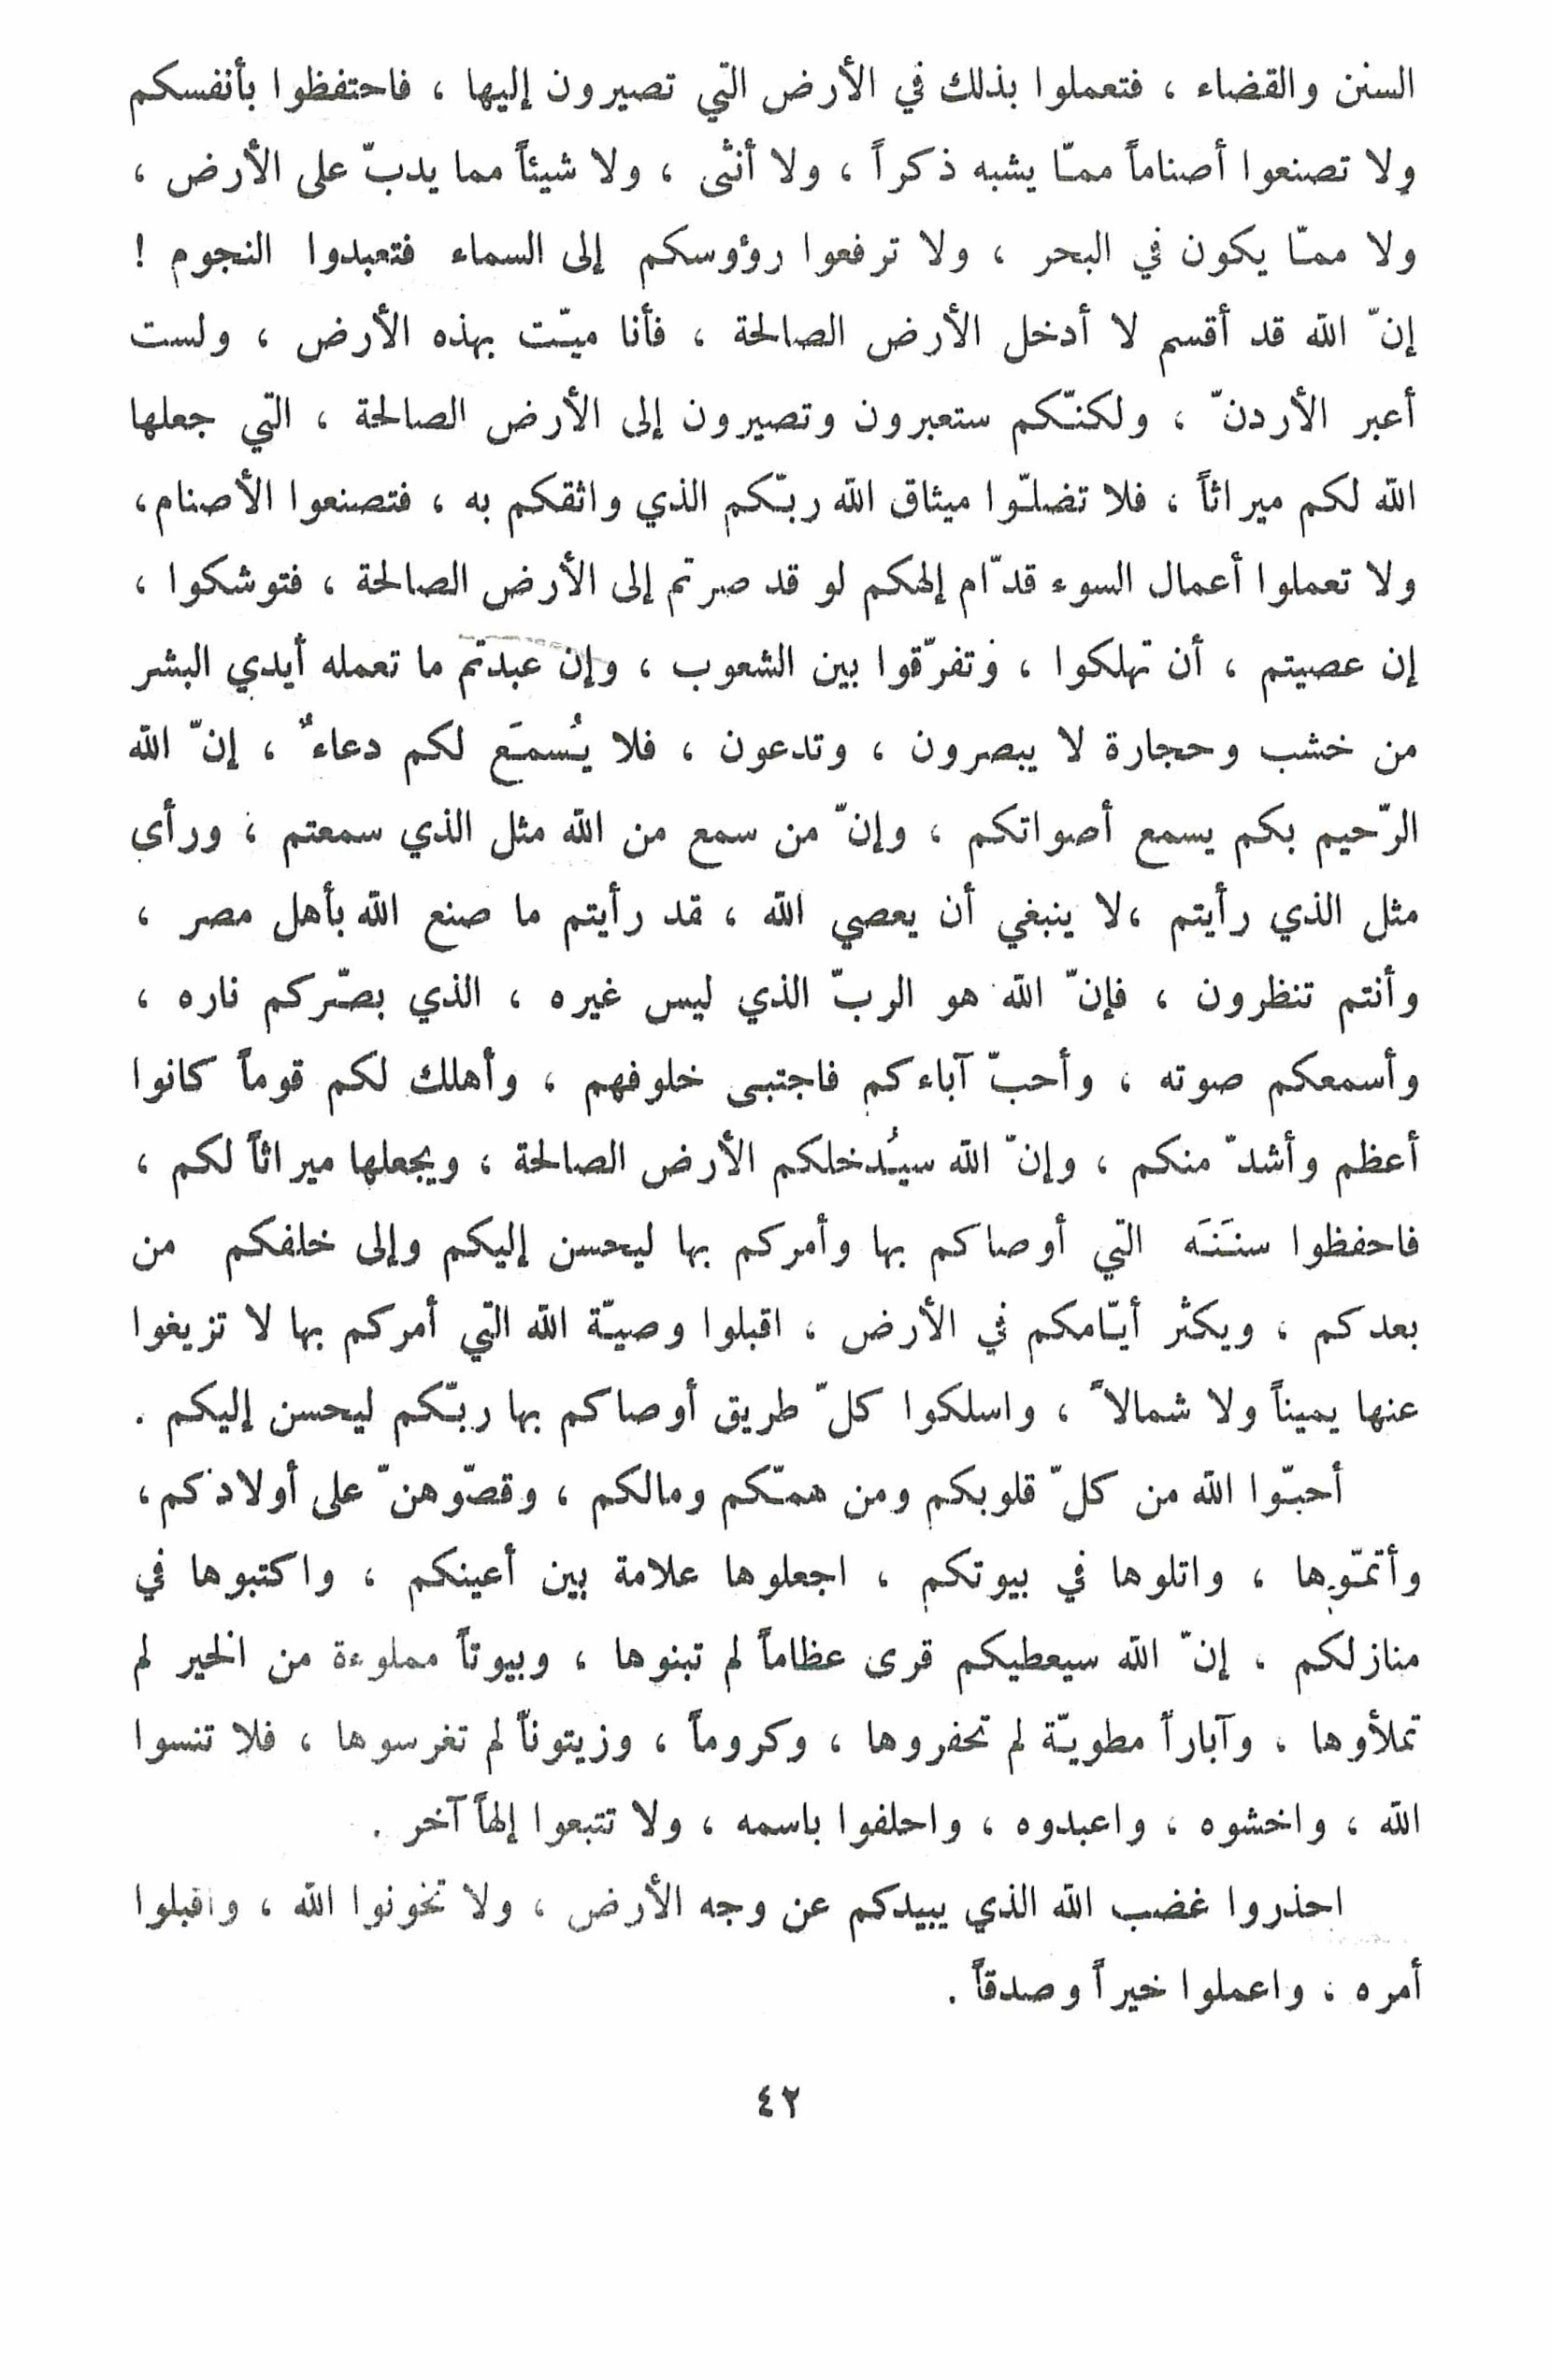 السنن والقضاء ، فتعملوا بذلك في الأرض التي تصيرون إليها ، فاحتفظوا بأنفسكم
ولا تصنعوا أصناماً ممّا يشبه ذكراً ، ولا أنثى ، ولا شيئاً مما يدبّ على الأرض ،
ولا ممّا يكون في البحر ، ولا ترفعوا رؤوسكم إلى السماء فتعبدوا النجوم !
إنّ الله قد أقسم لا أدخل الأرض الصالحة ، فأنا ميّت بهذه الأرض ، ولست
أعبر الأردنّ ، ولكنّكم ستعبرون وتصيرون إلى الأرض الصالحة ، التي جعلها
الله لكم ميراثاً ، فلا تضلّوا ميثاق الله ربّكم الذي واثقكم به ، فتصنعوا الأصنام،
ولا تعملوا أعمال السوء قدّام إلهكم لو قد صرتم إلى الأرض الصالحة ، فتوشكوا ،
إن عصيتم ، أن تهلكوا ، وتفرّقوا بين الشعوب ، وإن عبدتم ما تعمله أيدي البشر
من خشب وحجارة لا يبصرون ، وتدعون ، فلا يُسمَع لكم دعاءٌ ، إنّ الله
الرّحيم بكم يسمع أصواتكم ، وإنّ من سمع من الله مثل الذي سمعتم ، ورأى
مثل الذي رأيتم ،لا ينبغي أن يعصي الله ، قد رأيتم ما صنع الله بأهل مصر ،
وأنتم تنظرون ، فإنّ الله هو الربّ الذي ليس غيره ، الذي بصّركم ناره ،
وأسمعكم صوته ، وأحبّ آباءكم فاجتبى خلوفهم ، وأهلك لكم قوماً كانوا
أعظم وأشدّ منكم ، وإنّ الله سيُدخلكم الأرض الصالحة ، ويجعلها ميراثاً لكم ،
فاحفظوا سنَنَه التي أوصاكم بها وأمركم بها ليحسن إليكم وإلى خلفكم من
بعدكم ، ويكثر أيّامكم في الأرض ، اقبلوا وصيّة الله التي أمركم بها لا تزيغوا
عنها يميناً ولا شمالاً ، واسلكوا كلّ طريق أوصاكم بها ربّكم ليحسن إليكم .
أحبّوا الله من كلّ قلوبكم ومن همّكم ومالكم ، وقصّوهنّ على أولادكم،
وأتمّوها ، واتلوها في بيوتكم ، اجعلوها علامة بين أعينكم ، واكتبوها في
منازلكم ، إنّ الله سيعطيكم قرى عظاماً لم تبنوها ، وبيوتاً مملوءة من الخير لم
تملأوها ، وآباراً مطويّة لم تحفروها ، وكروماً ، وزيتوناً لم تغرسوها ، فلا تنسوا
الله ، واخشوه ، واعبدوه ، واحلفوا باسمه ، ولا تتبعوا إلهاً آخر .
احذروا غضب الله الذي يبيدكم عن وجه الأرض ، ولا تخونوا الله ، واقبلوا
أمره ، واعملوا خيراً وصدقاً .
٤٢